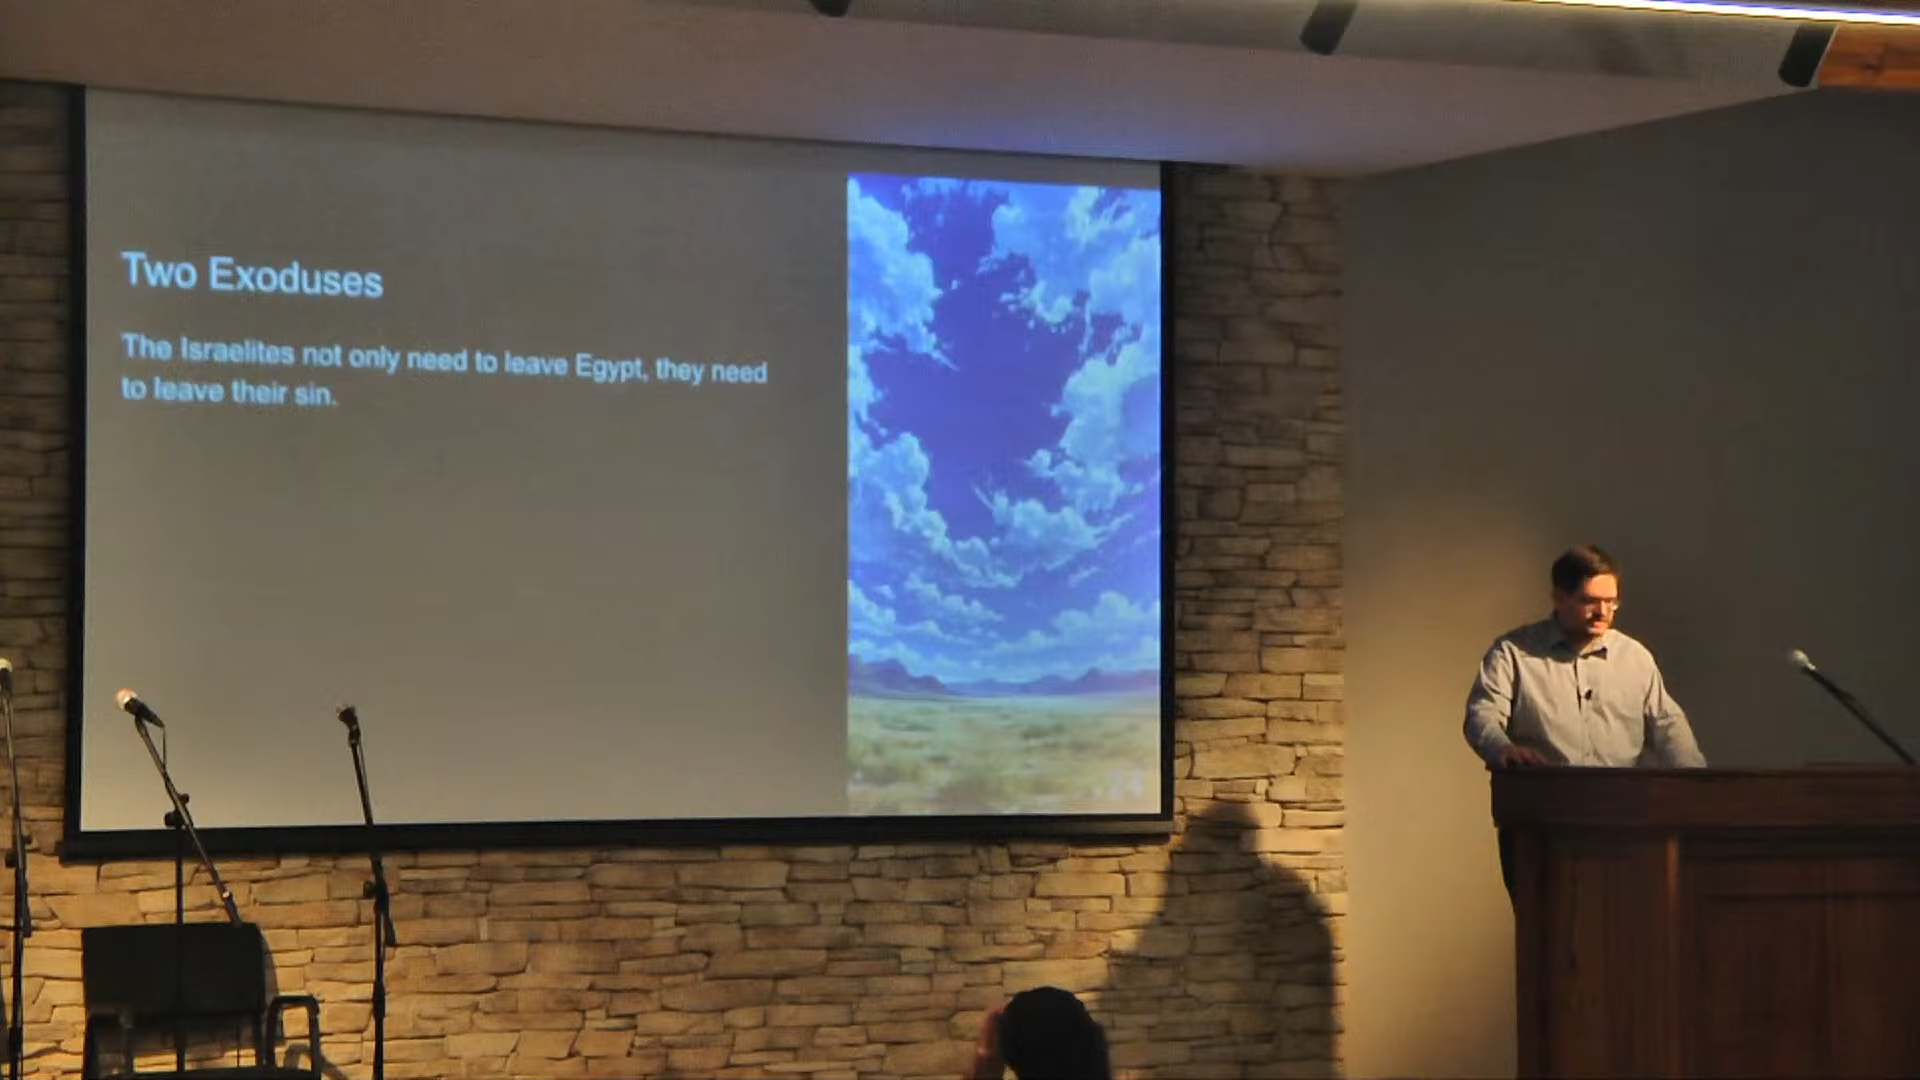 Two Exoduses
The Israelites not only need to leave Egypt, they need
to leave their sin.